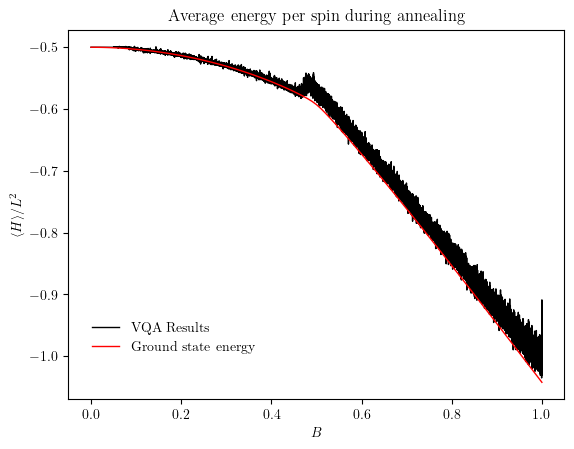 Average energy per spin during annealing
⟨H⟩/L²
−0.5
−0.6
−0.7
−0.8
−0.9
−1.0
VQA Results
Ground state energy
0.0 0.2 0.4 0.6 0.8 1.0
B